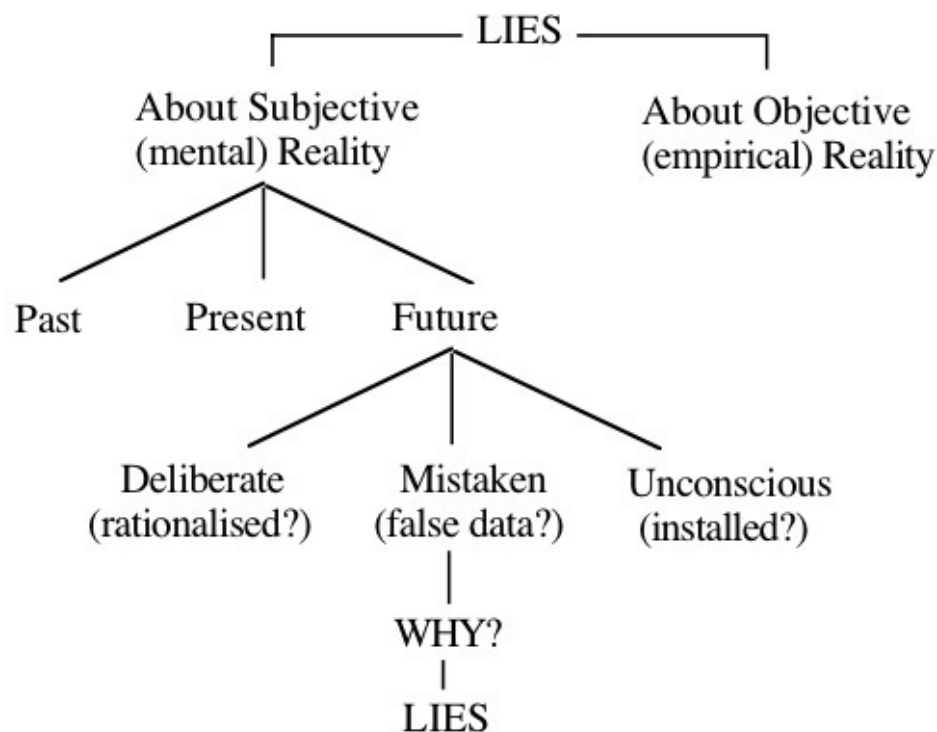 LIES
About Subjective
(mental) Reality
About Objective
(empirical) Reality
Past
Present
Future
Deliberate
(rationalised?)
Mistaken
(false data?)
Unconscious
(installed?)
WHY?
LIES